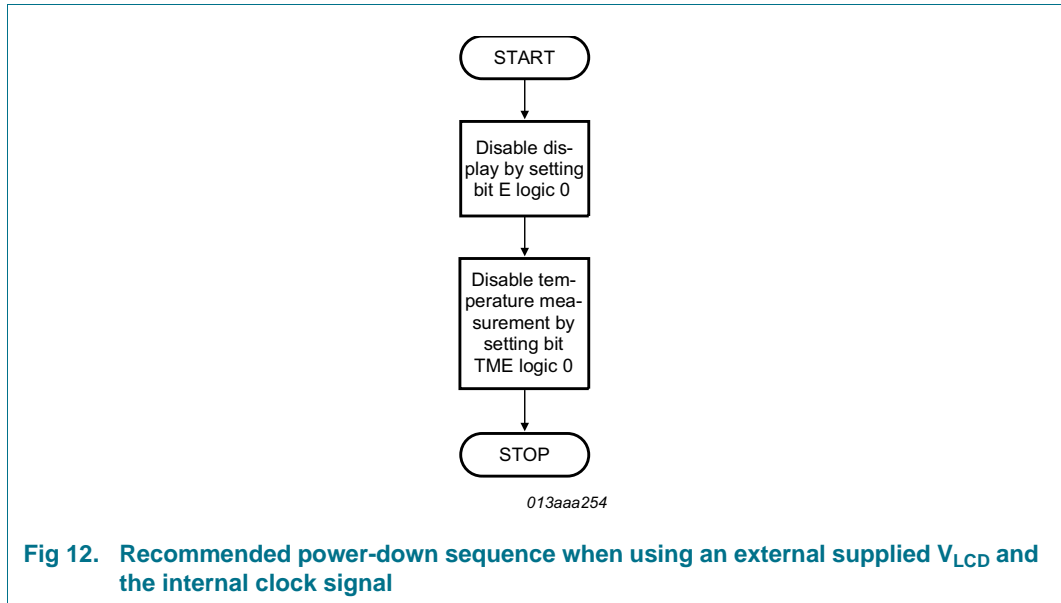 START
Disable dis-
play by setting
bit E logic 0
Disable tem-
perature mea-
surement by
setting bit
TME logic 0
STOP
013aaa254
Fig 12. Recommended power-down sequence when using an external supplied VLCD and
the internal clock signal